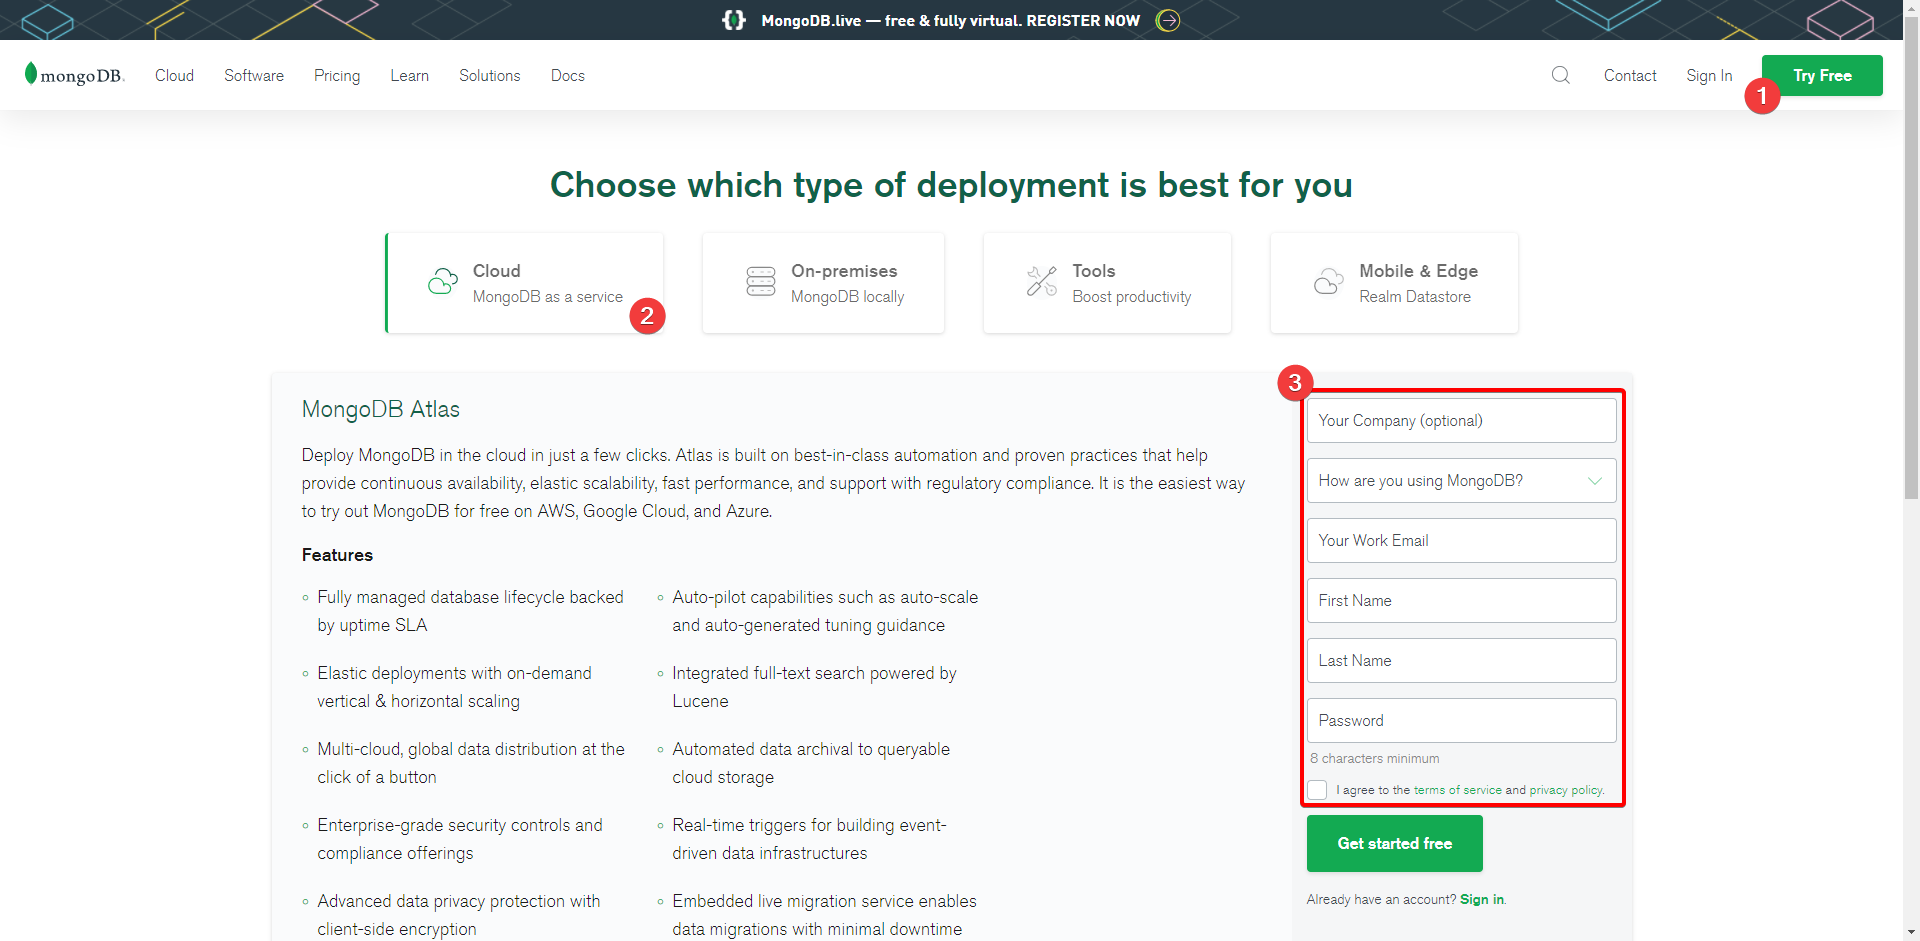 MongoDB.live — free & fully virtual. REGISTER NOW
mongoDB.
Cloud
Software
Pricing
Learn
Solutions
Docs
Contact
Sign In
Try Free
1
Choose which type of deployment is best for you
Cloud
MongoDB as a service
2
On-premises
MongoDB locally
Tools
Boost productivity
Mobile & Edge
Realm Datastore
MongoDB Atlas
Deploy MongoDB in the cloud in just a few clicks. Atlas is built on best-in-class automation and proven practices that help
provide continuous availability, elastic scalability, fast performance, and support with regulatory compliance. It is the easiest way
to try out MongoDB for free on AWS, Google Cloud, and Azure.
Features
Fully managed database lifecycle backed
by uptime SLA
Elastic deployments with on-demand
vertical & horizontal scaling
Multi-cloud, global data distribution at the
click of a button
Enterprise-grade security controls and
compliance offerings
Advanced data privacy protection with
client-side encryption
Auto-pilot capabilities such as auto-scale
and auto-generated tuning guidance
Integrated full-text search powered by
Lucene
Automated data archival to queryable
cloud storage
Real-time triggers for building event-
driven data infrastructures
Embedded live migration service enables
data migrations with minimal downtime
3
Your Company (optional)
How are you using MongoDB?
Your Work Email
First Name
Last Name
Password
8 characters minimum
I agree to the terms of service and privacy policy.
Get started free
Already have an account? Sign in.